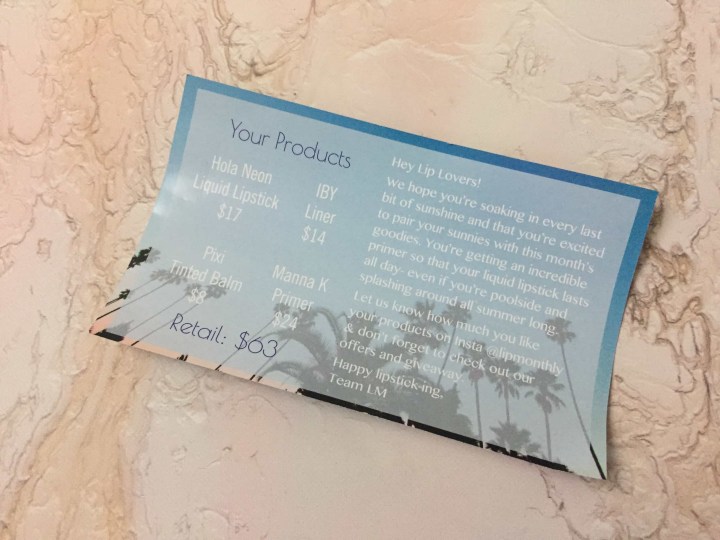 Your Products
Hola Neon
Liquid Lipstick
$17
IBY
Liner
$14
Pixi
Tinted Balm
$8
Manna K
Primer
$24
Retail: $63
Hey Lip Lovers!
We hope you're soaking in every last
bit of sunshine and that you're excited
to pair your sunnies with this month's
goodies. You're getting an incredible
primer so that your liquid lipstick lasts
all day- even if you're poolside and
splashing around all summer long.
Let us know how much you like
your products on Insta @lipmonthly
& don't forget to check out our
offers and giveaway.
Happy lipstick-ing,
Team LM